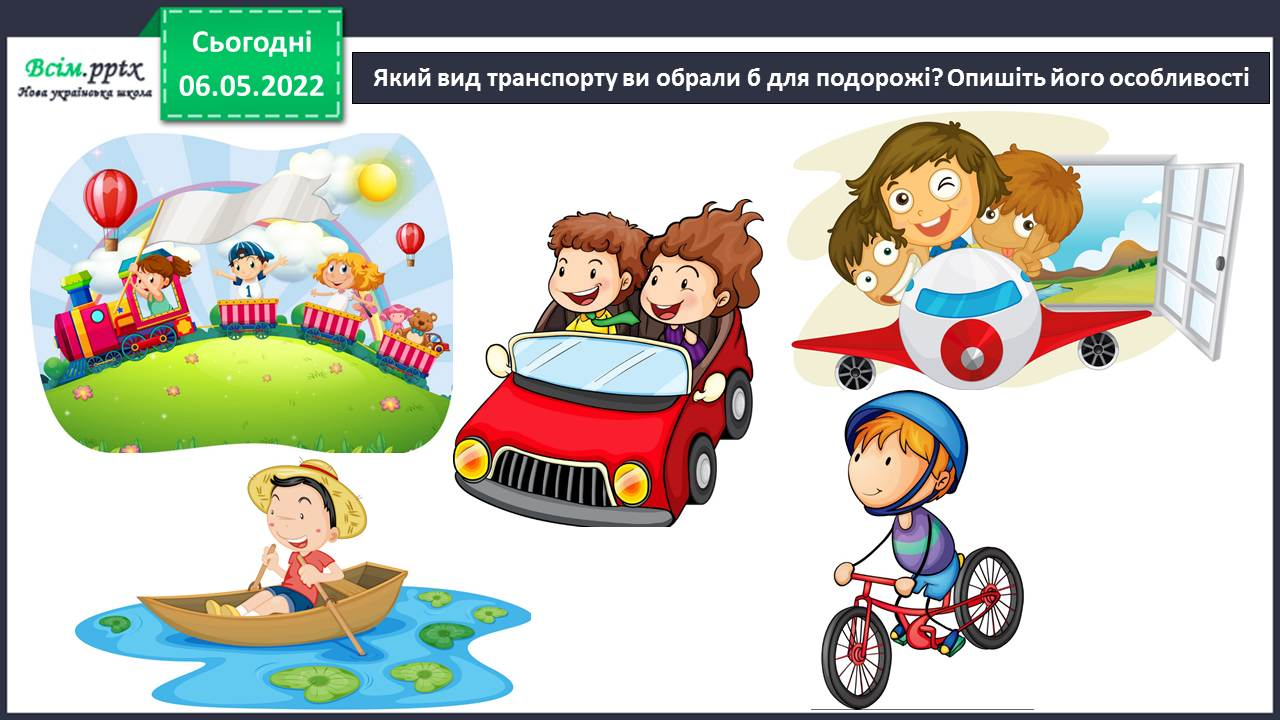 Сьогодні
06.05.2022
Всім.pptx
Нова українська школа
Який вид транспорту ви обрали б для подорожі? Опишіть його особливості
1